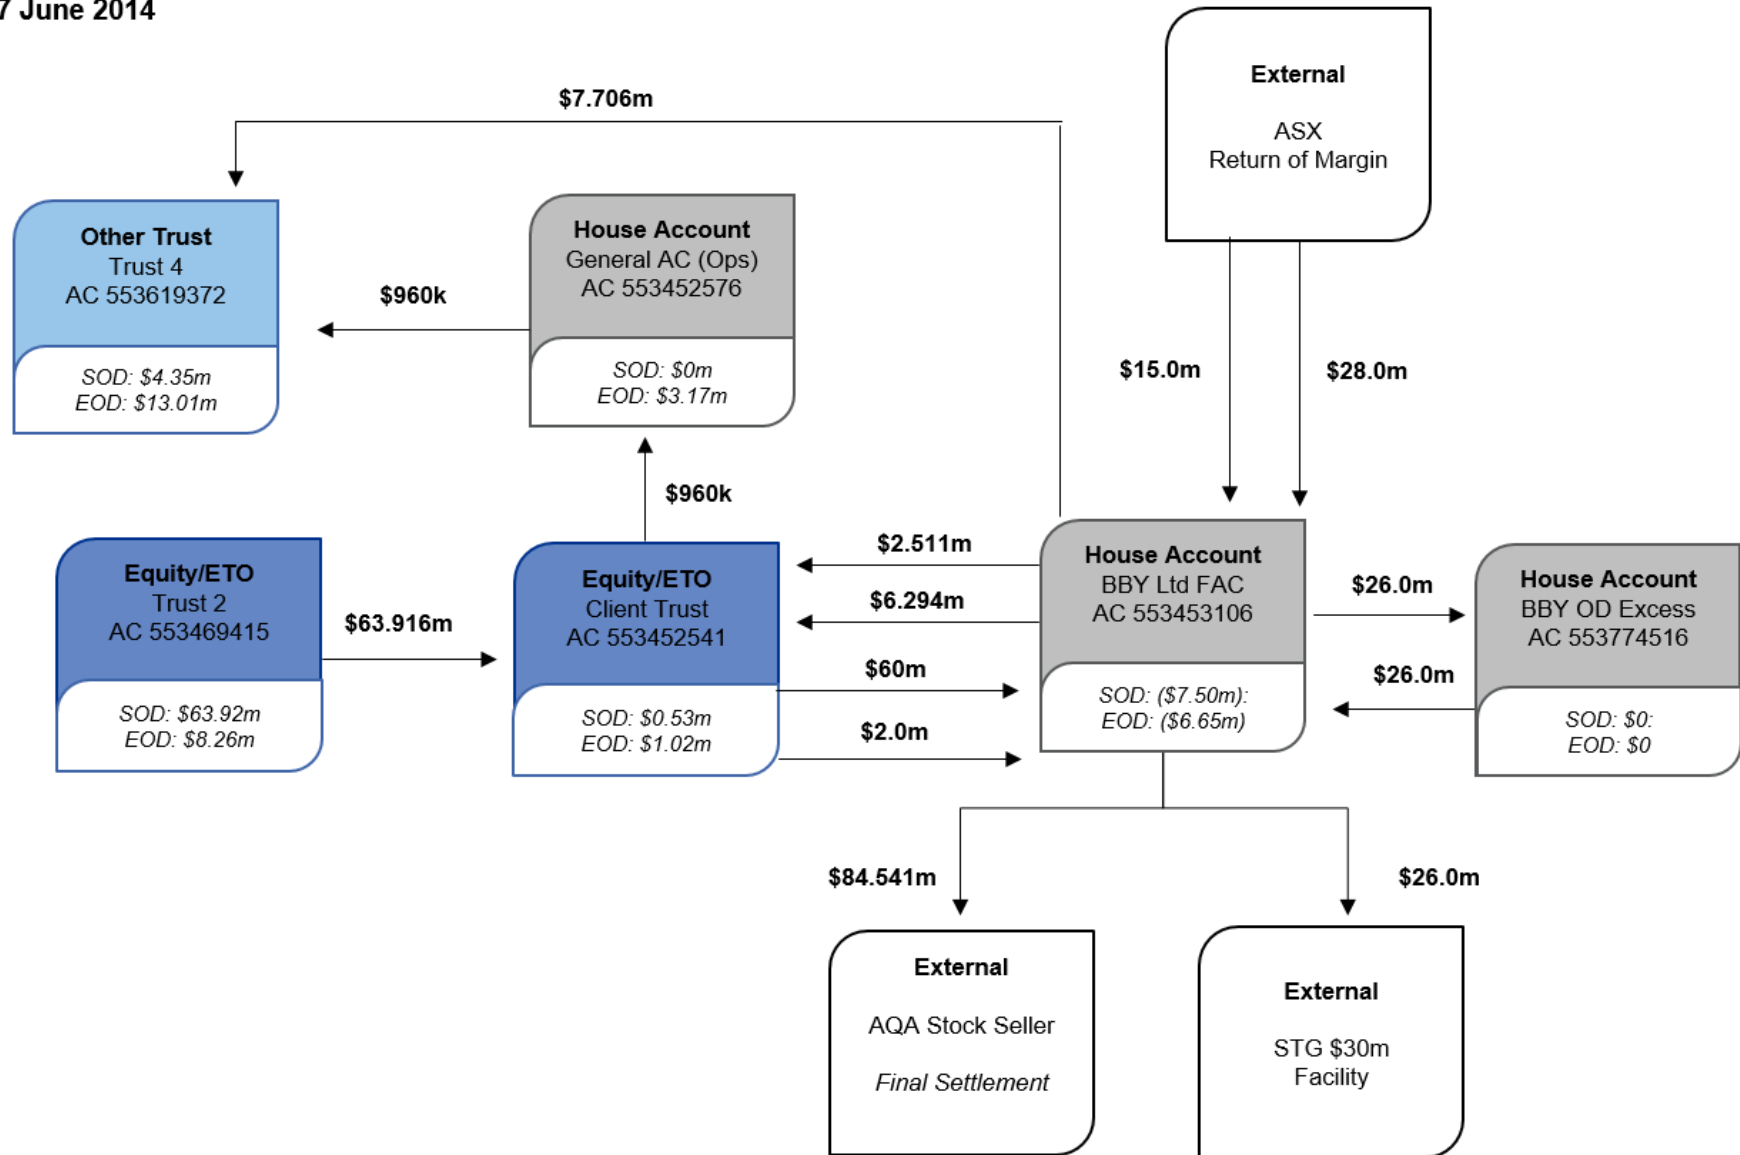 7 June 2014
External
ASX
Return of Margin
$7.706m
Other Trust
Trust 4
AC 553619372
SOD: $4.35m
EOD: $13.01m
$960k
House Account
General AC (Ops)
AC 553452576
SOD: $0m
EOD: $3.17m
$15.0m
$28.0m
$960k
Equity/ETO
Trust 2
AC 553469415
SOD: $63.92m
EOD: $8.26m
$63.916m
Equity/ETO
Client Trust
AC 553452541
SOD: $0.53m
EOD: $1.02m
$2.511m
$6.294m
$60m
$2.0m
House Account
BBY Ltd FAC
AC 553453106
SOD: ($7.50m):
EOD: ($6.65m)
$26.0m
$26.0m
House Account
BBY OD Excess
AC 553774516
SOD: $0:
EOD: $0
$84.541m
$26.0m
External
AQA Stock Seller
Final Settlement
External
STG $30m
Facility